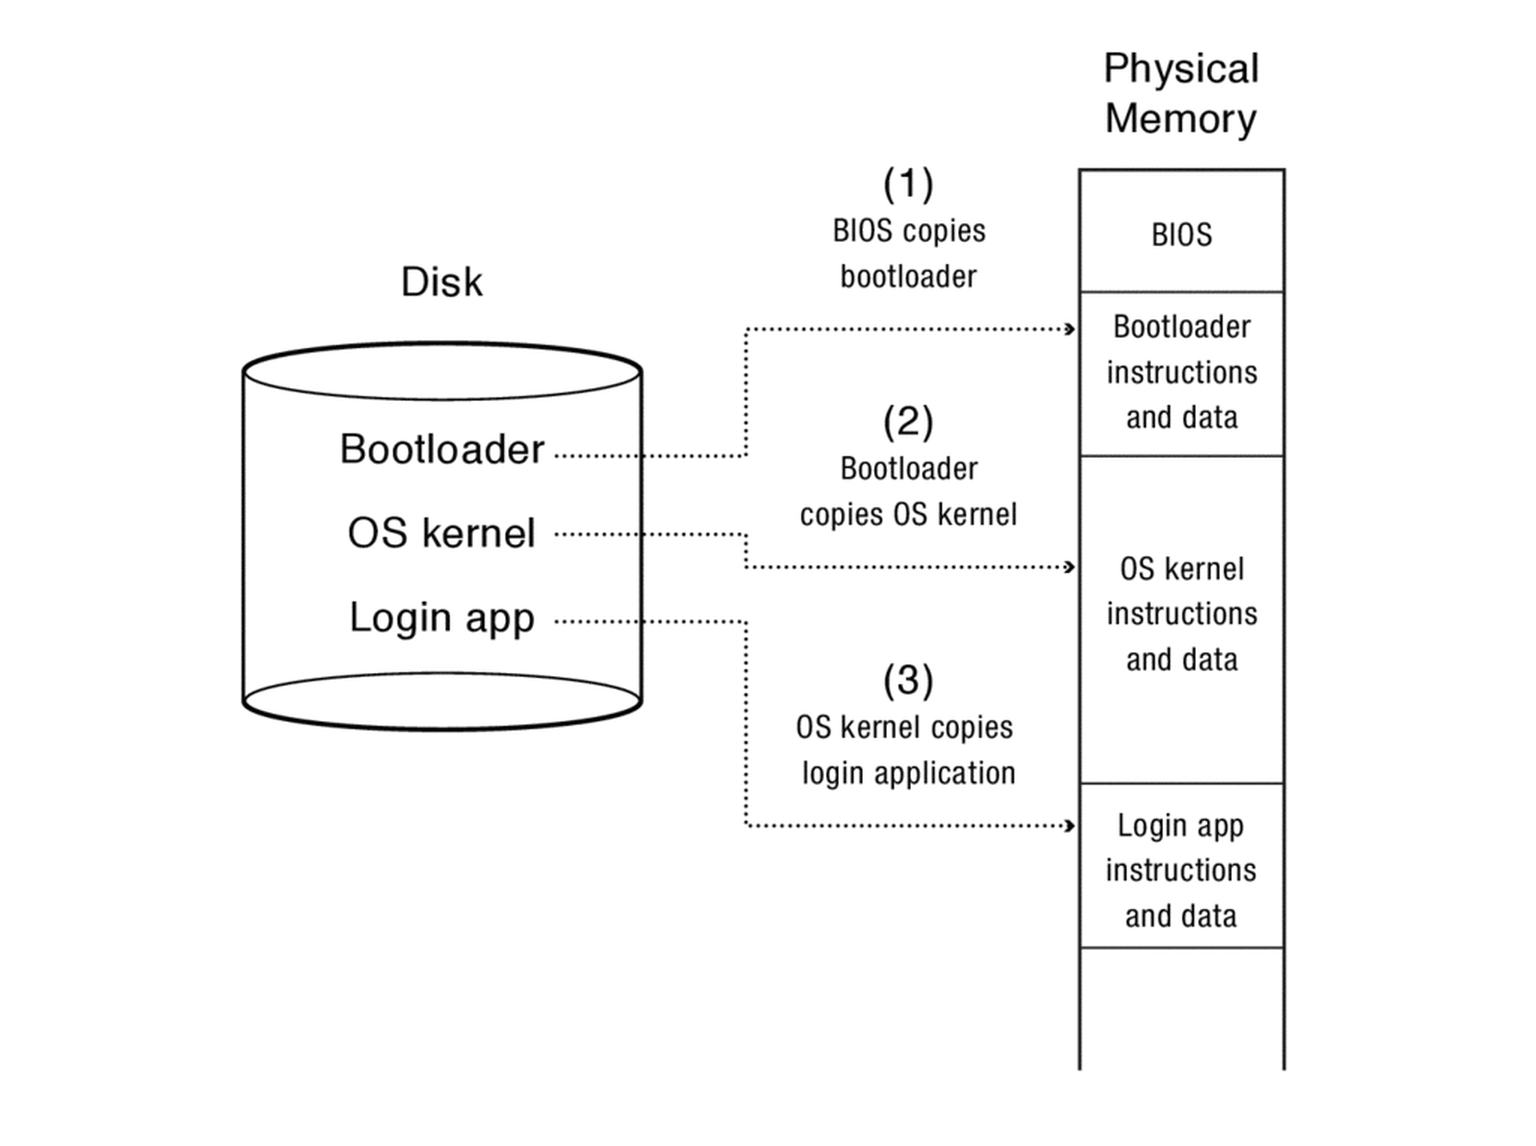 Physical
Memory
(1)
BIOS copies
bootloader
BIOS
Disk
Bootloader
instructions
and data
(2)
Bootloader
copies OS kernel
Bootloader
OS kernel
Login app
OS kernel
instructions
and data
(3)
OS kernel copies
login application
Login app
instructions
and data